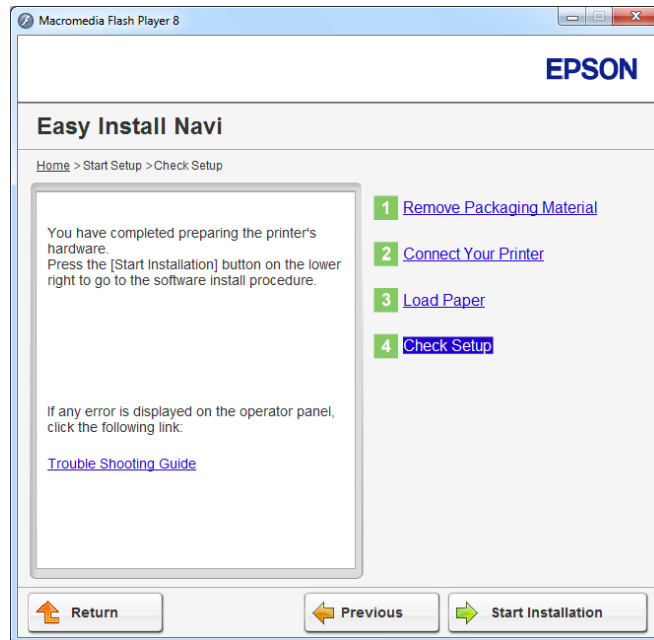 Macromedia Flash Player 8
EPSON
Easy Install Navi
Home > Start Setup >Check Setup
You have completed preparing the printer's
hardware.
Press the [Start Installation] button on the lower
right to go to the software install procedure.
If any error is displayed on the operator panel,
click the following link:
Trouble Shooting Guide
1 Remove Packaging Material
2 Connect Your Printer
3 Load Paper
4 Check Setup
Return
Previous
Start Installation